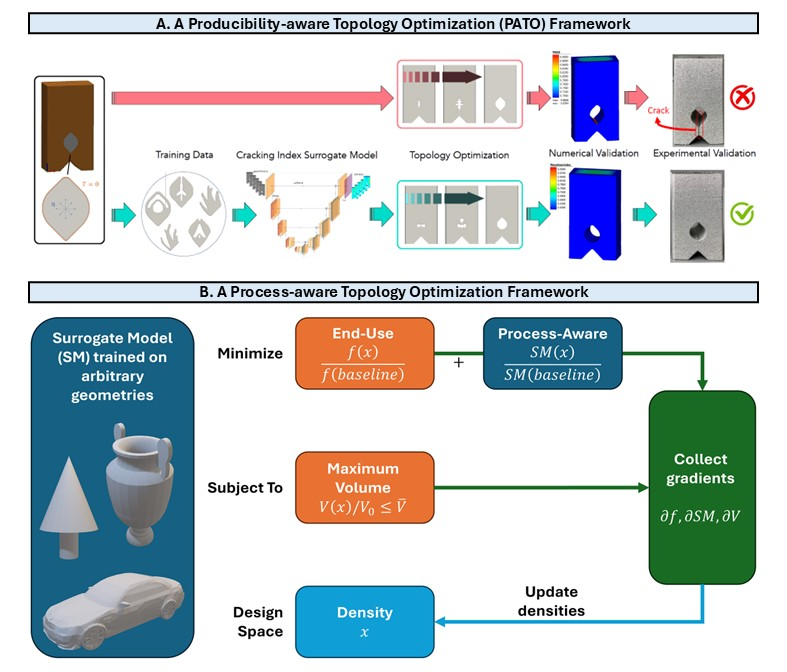 A. A Producibility-aware Topology Optimization (PATO) Framework
Crack
Training Data
Cracking Index Surrogate Model
Topology Optimization
Numerical Validation
Experimental Validation
T = 0
B. A Process-aware Topology Optimization Framework
Surrogate Model
(SM) trained on
arbitrary
geometries
Minimize
End-Use
f(x)
f(baseline)
+
Process-Aware
SM(x)
SM(baseline)
Collect
gradients
∂f, ∂SM, ∂V
Subject To
Maximum
Volume
V(x)/V₀ ≤ V̄
Design
Space
Density
x
Update
densities